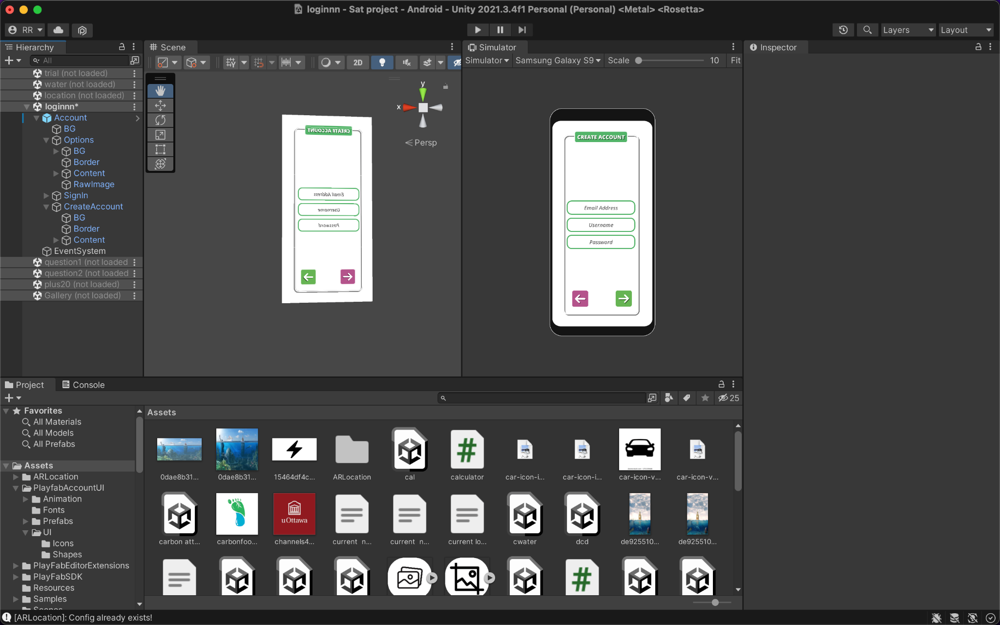 loginnn - Sat project - Android - Unity 2021.3.4f1 Personal (Personal) <Metal> <Rosetta>
RR
Layers
Layout
Hierarchy
All
trial (not loaded)
water (not loaded)
location (not loaded)
loginnn*
Account
BG
Options
BG
Border
Content
RawImage
SignIn
CreateAccount
BG
Border
Content
EventSystem
question1 (not loaded
question2 (not loaded
plus20 (not loaded)
Gallery (not loaded)
Scene
2D
y
x
Persp
CREATE ACCOUNT
Email Address
Username
Password
Simulator
Simulator Samsung Galaxy S9 Scale 10 Fit
CREATE ACCOUNT
Email Address
Username
Password
Inspector
Project
Console
25
Favorites
All Materials
All Models
All Prefabs
Assets
ARLocation
PlayfabAccountUI
Animation
Fonts
Prefabs
UI
Icons
Shapes
PlayFabEditorExtensions
PlayFabSDK
Resources
Samples
Scenes
Assets
0dae8b31...
0dae8b31...
15464df4c...
ARLocation
cal
calculator
car-icon-i...
car-icon-i...
car-icon-v...
car-icon-v...
uOttawa
carbon att...
carbonfoo...
channels4...
current n...
current n...
current lo...
cwater
dcd
de925510...
de925510...
[ARLocation]: Config already exists!